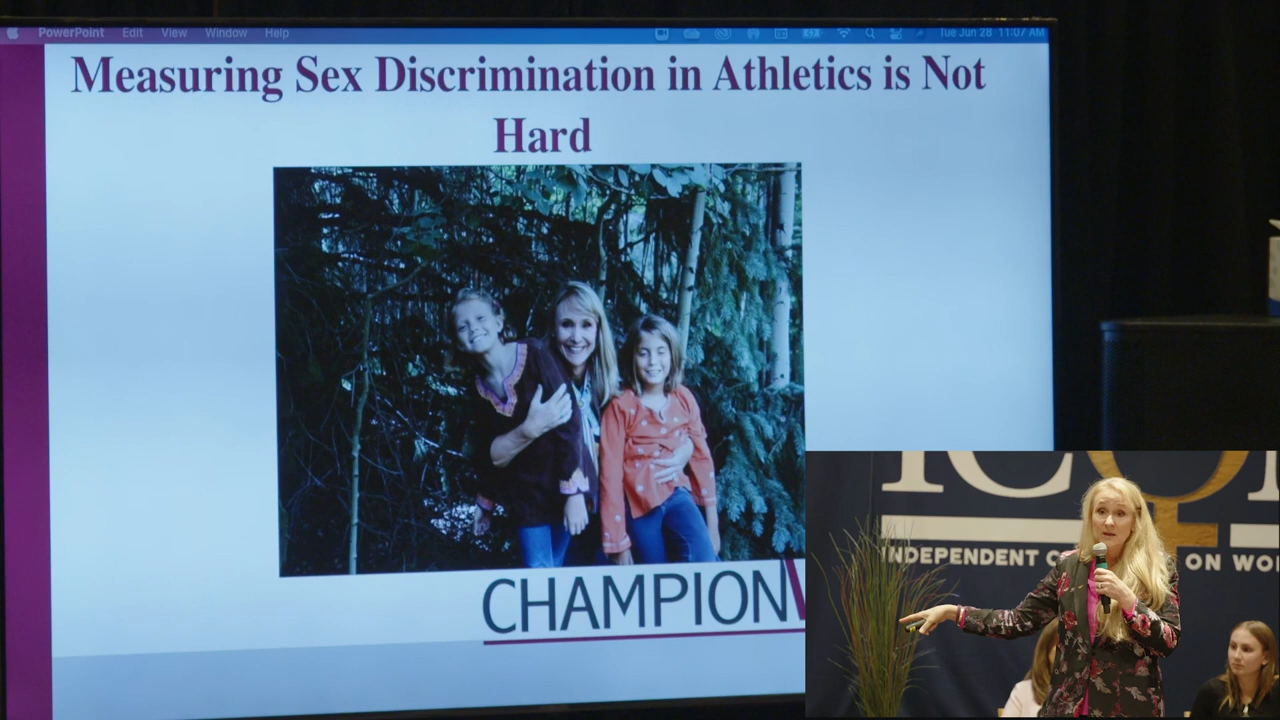 PowerPoint Edit View Window Help Tue Jun 28 11:07 AM
Measuring Sex Discrimination in Athletics is Not
Hard
CHAMPION
INDEPENDENT
ON